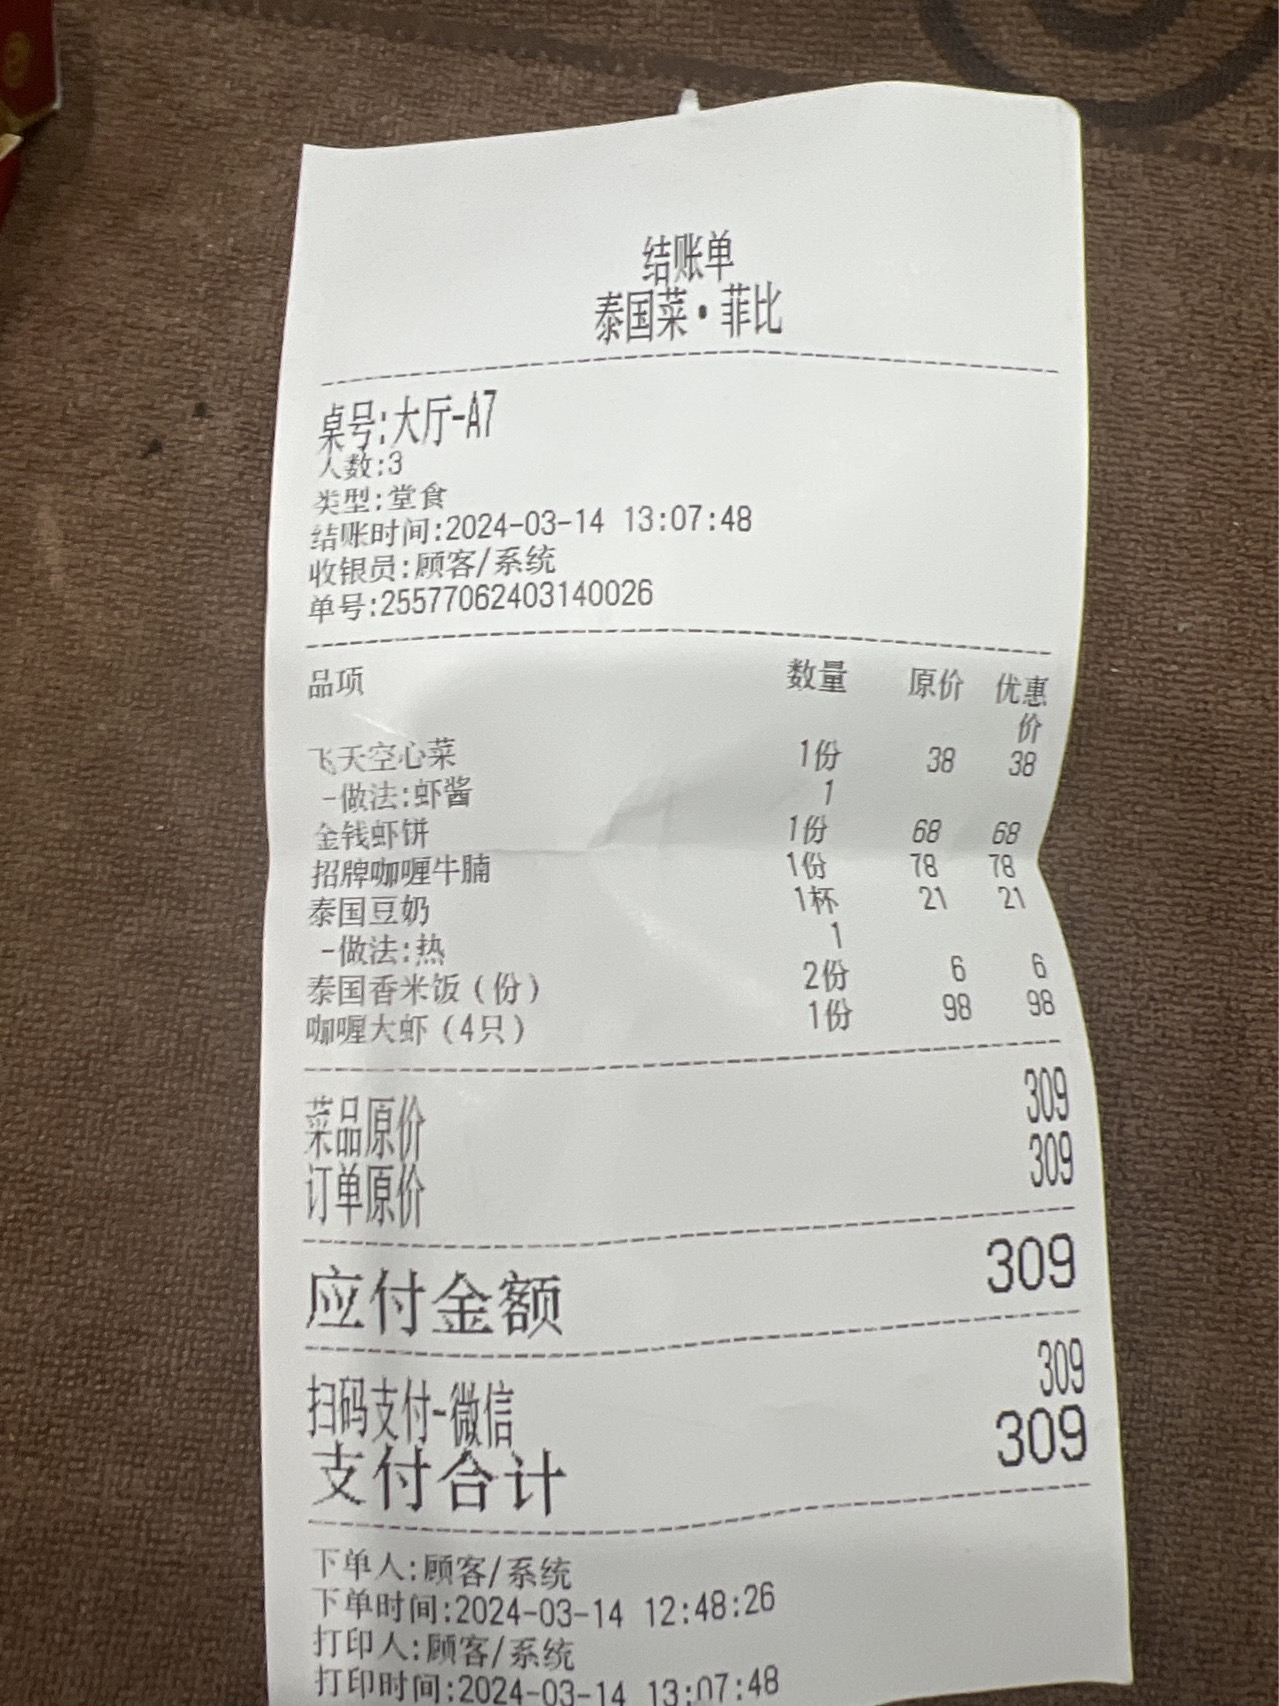 结账单
泰国菜·菲比
桌号:大厅-A7
人数:3
类型:堂食
结账时间:2024-03-14 13:07:48
收银员:顾客/系统
单号:25577062403140026
品项 数量 原价 优惠价
飞天空心菜 1份 38 38
-做法:虾酱 1
金钱虾饼 1份 68 68
招牌咖喱牛腩 1份 78 78
泰国豆奶 1杯 21 21
-做法:热 1
泰国香米饭(份) 2份 6 6
咖喱大虾(4只) 1份 98 98
菜品原价 309
订单原价 309
应付金额 309
扫码支付-微信 309
支付合计 309
下单人:顾客/系统
下单时间:2024-03-14 12:48:26
打印人:顾客/系统
打印时间:2024-03-14 13:07:48